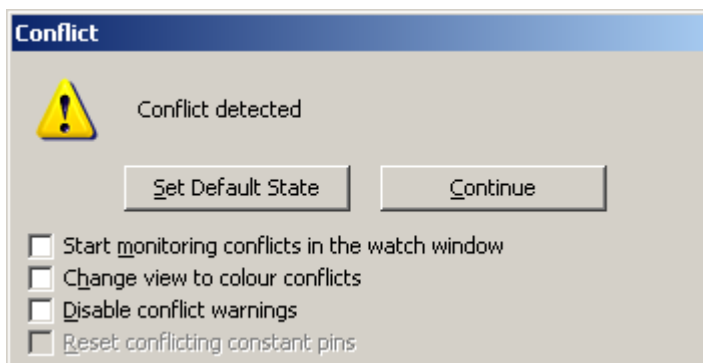 Conflict
Conflict detected
Set Default State Continue
Start monitoring conflicts in the watch window
Change view to colour conflicts
Disable conflict warnings
Reset conflicting constant pins